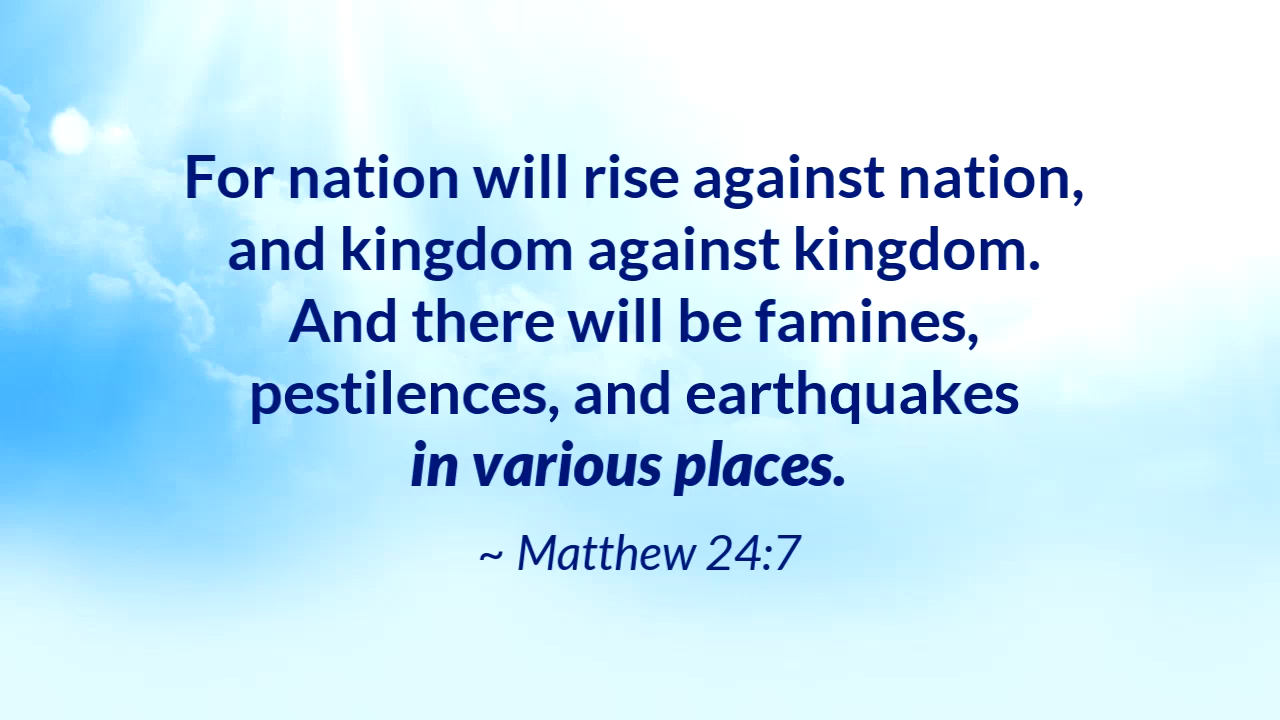 For nation will rise against nation,
and kingdom against kingdom.
And there will be famines,
pestilences, and earthquakes
in various places.
~ Matthew 24:7